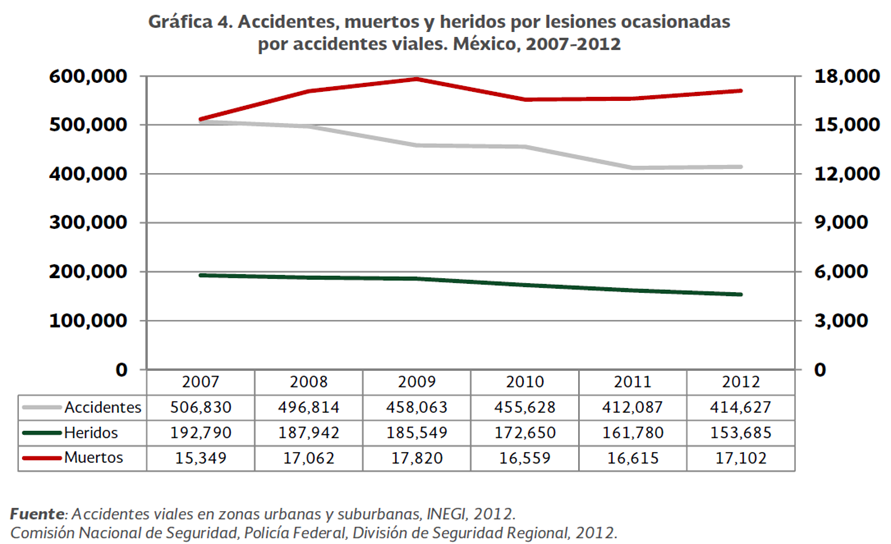 Gráfica 4. Accidentes, muertos y heridos por lesiones ocasionadas
por accidentes viales. México, 2007-2012
600,000 18,000
500,000 15,000
400,000 12,000
300,000 9,000
200,000 6,000
100,000 3,000
0 0
2007 2008 2009 2010 2011 2012
Accidentes 506,830 496,814 458,063 455,628 412,087 414,627
Heridos 192,790 187,942 185,549 172,650 161,780 153,685
Muertos 15,349 17,062 17,820 16,559 16,615 17,102
Fuente: Accidentes viales en zonas urbanas y suburbanas, INEGI, 2012.
Comisión Nacional de Seguridad, Policía Federal, División de Seguridad Regional, 2012.